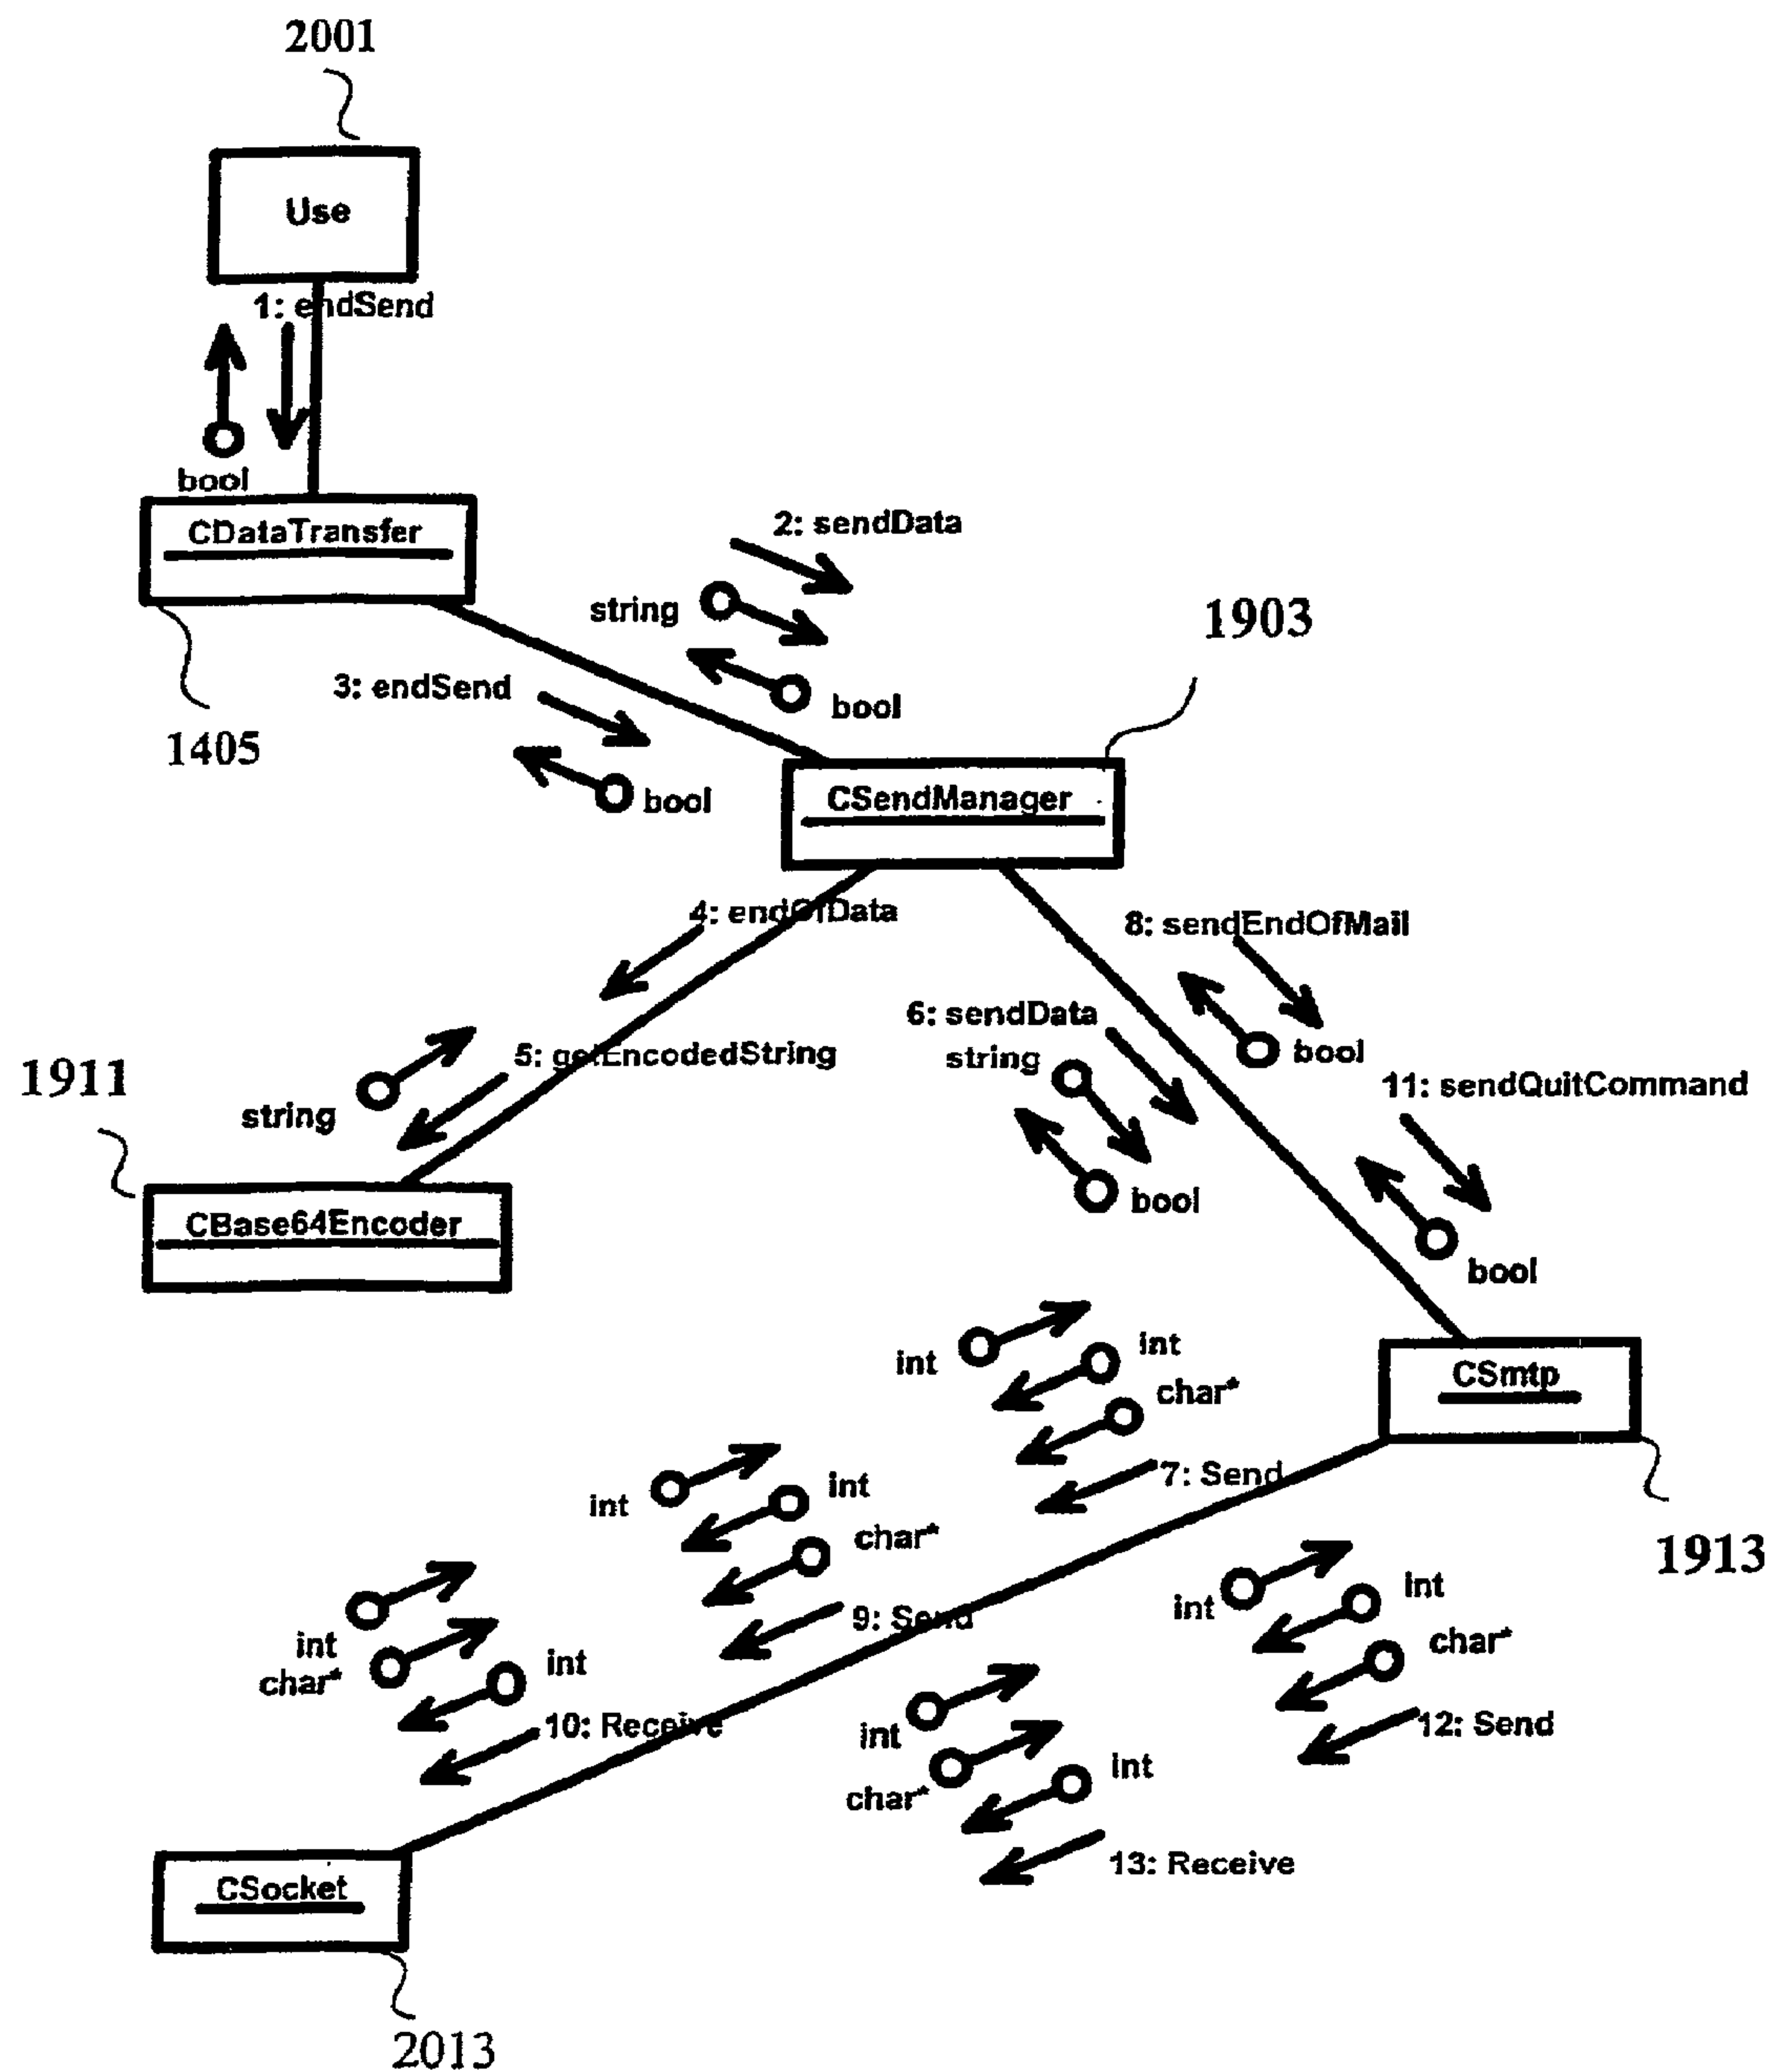 2001
Use
1: endSend
bool
CDataTransfer
1405
2: sendData
string
bool
3: endSend
bool
1903
CSendManager
4: endOfData
5: getEncodedString
string
1911
CBase64Encoder
8: sendEndOfMail
bool
6: sendData
string
bool
11: sendQuitCommand
bool
CSmtp
1913
int
int
char*
7: Send
int
int
char*
9: Send
int
char*
int
10: Receive
int
int
char*
12: Send
int
char*
int
13: Receive
CSocket
2013